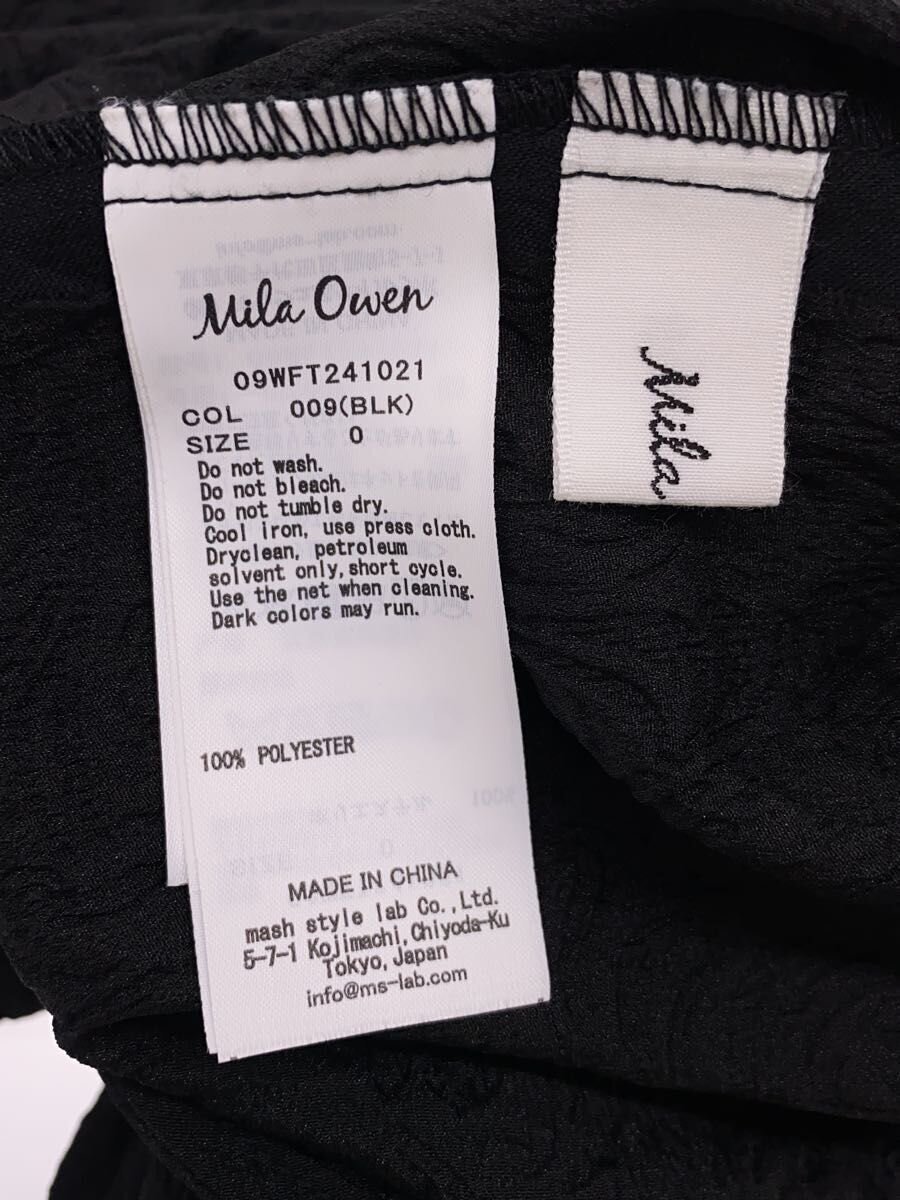 Mila Owen
09WFT241021
COL 009(BLK)
SIZE 0
Do not wash.
Do not bleach.
Do not tumble dry.
Cool iron, use press cloth.
Dryclean, petroleum
solvent only,short cycle.
Use the net when cleaning.
Dark colors may run.
100% POLYESTER
MADE IN CHINA
mash style lab Co.,Ltd.
5-7-1 Kojimachi,Chiyoda-Ku
Tokyo,Japan
info@ms-lab.com
Mila